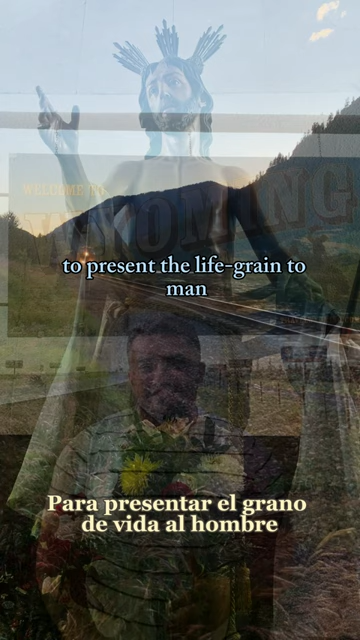 WELCOME TO
WYOMING
to present the life-grain to
man
Para presentar el grano
de vida al hombre